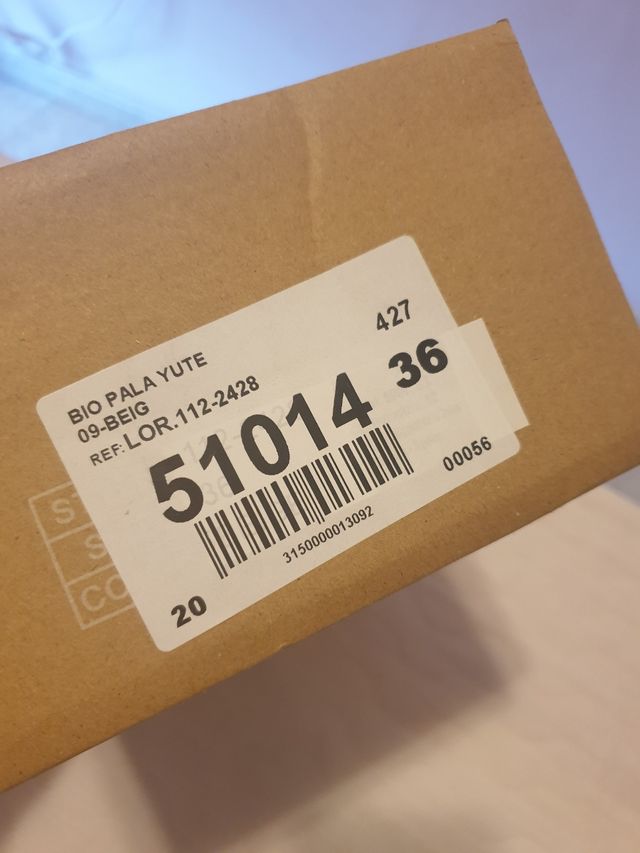 BIO PALA YUTE
427
09-BEIG
36
REF: LOR.112-2428
51014
3150000013092
00056
20